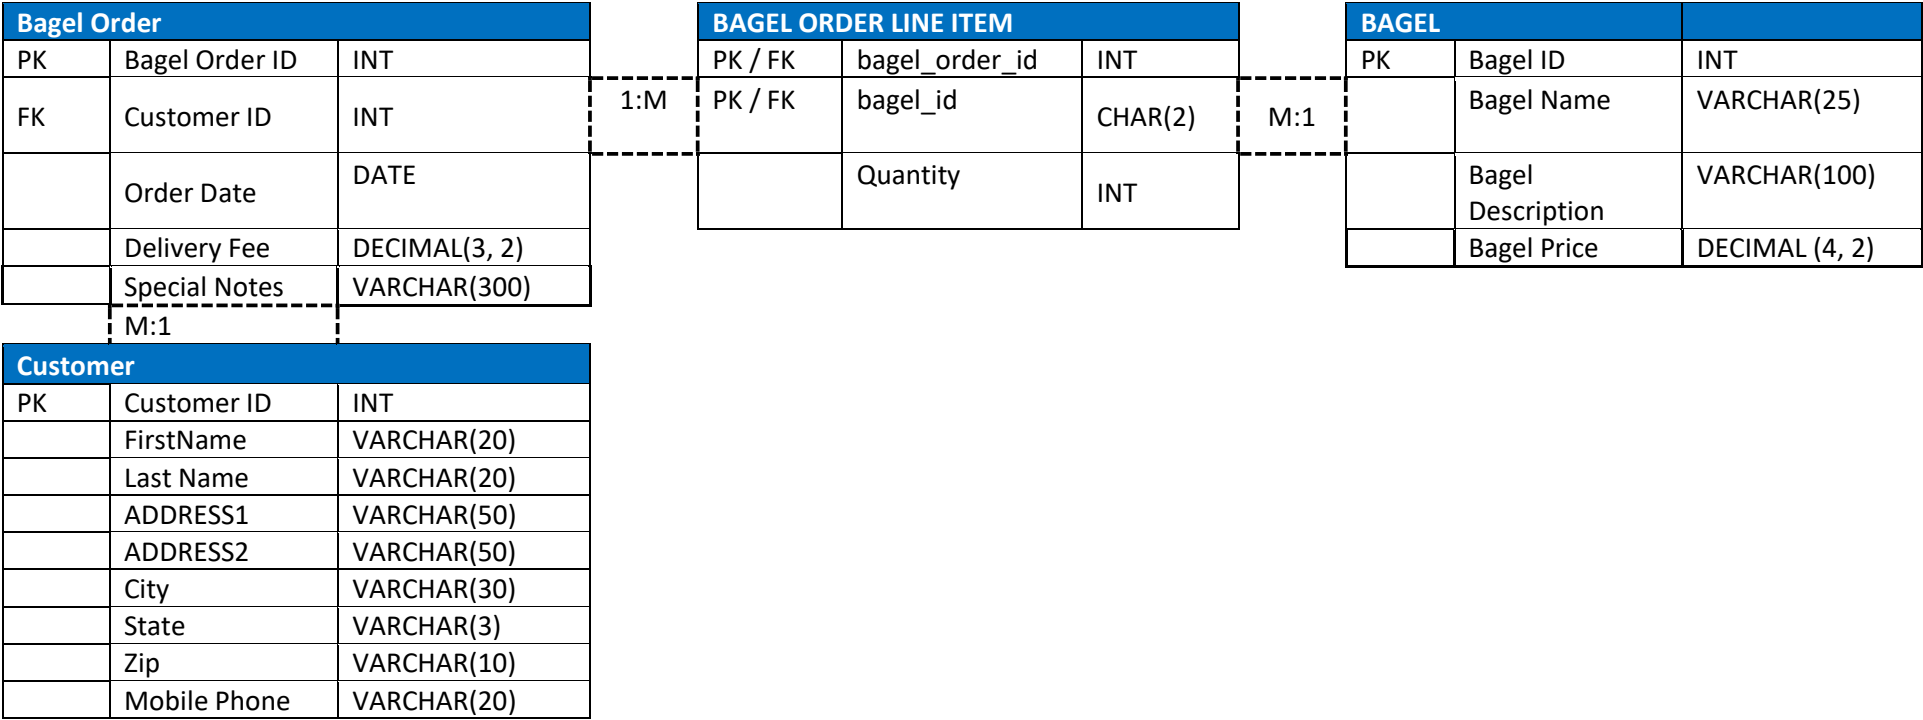 Bagel Order
PK Bagel Order ID INT
FK Customer ID INT
Order Date DATE
Delivery Fee DECIMAL(3, 2)
Special Notes VARCHAR(300)
1:M
BAGEL ORDER LINE ITEM
PK / FK bagel_order_id INT
PK / FK bagel_id CHAR(2)
Quantity INT
M:1
BAGEL
PK Bagel ID INT
Bagel Name VARCHAR(25)
Bagel VARCHAR(100)
Description
Bagel Price DECIMAL (4, 2)
M:1
Customer
PK Customer ID INT
FirstName VARCHAR(20)
Last Name VARCHAR(20)
ADDRESS1 VARCHAR(50)
ADDRESS2 VARCHAR(50)
City VARCHAR(30)
State VARCHAR(3)
Zip VARCHAR(10)
Mobile Phone VARCHAR(20)